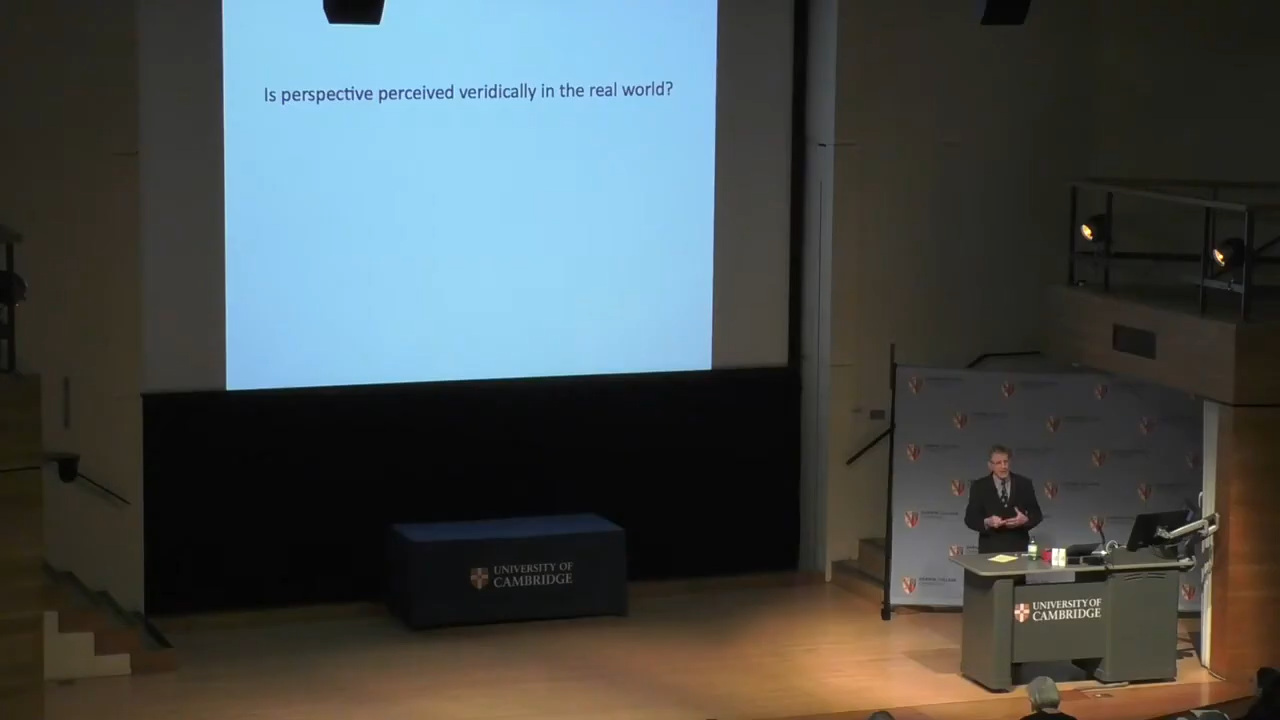 Is perspective perceived veridically in the real world?
UNIVERSITY OF
CAMBRIDGE
UNIVERSITY OF
CAMBRIDGE